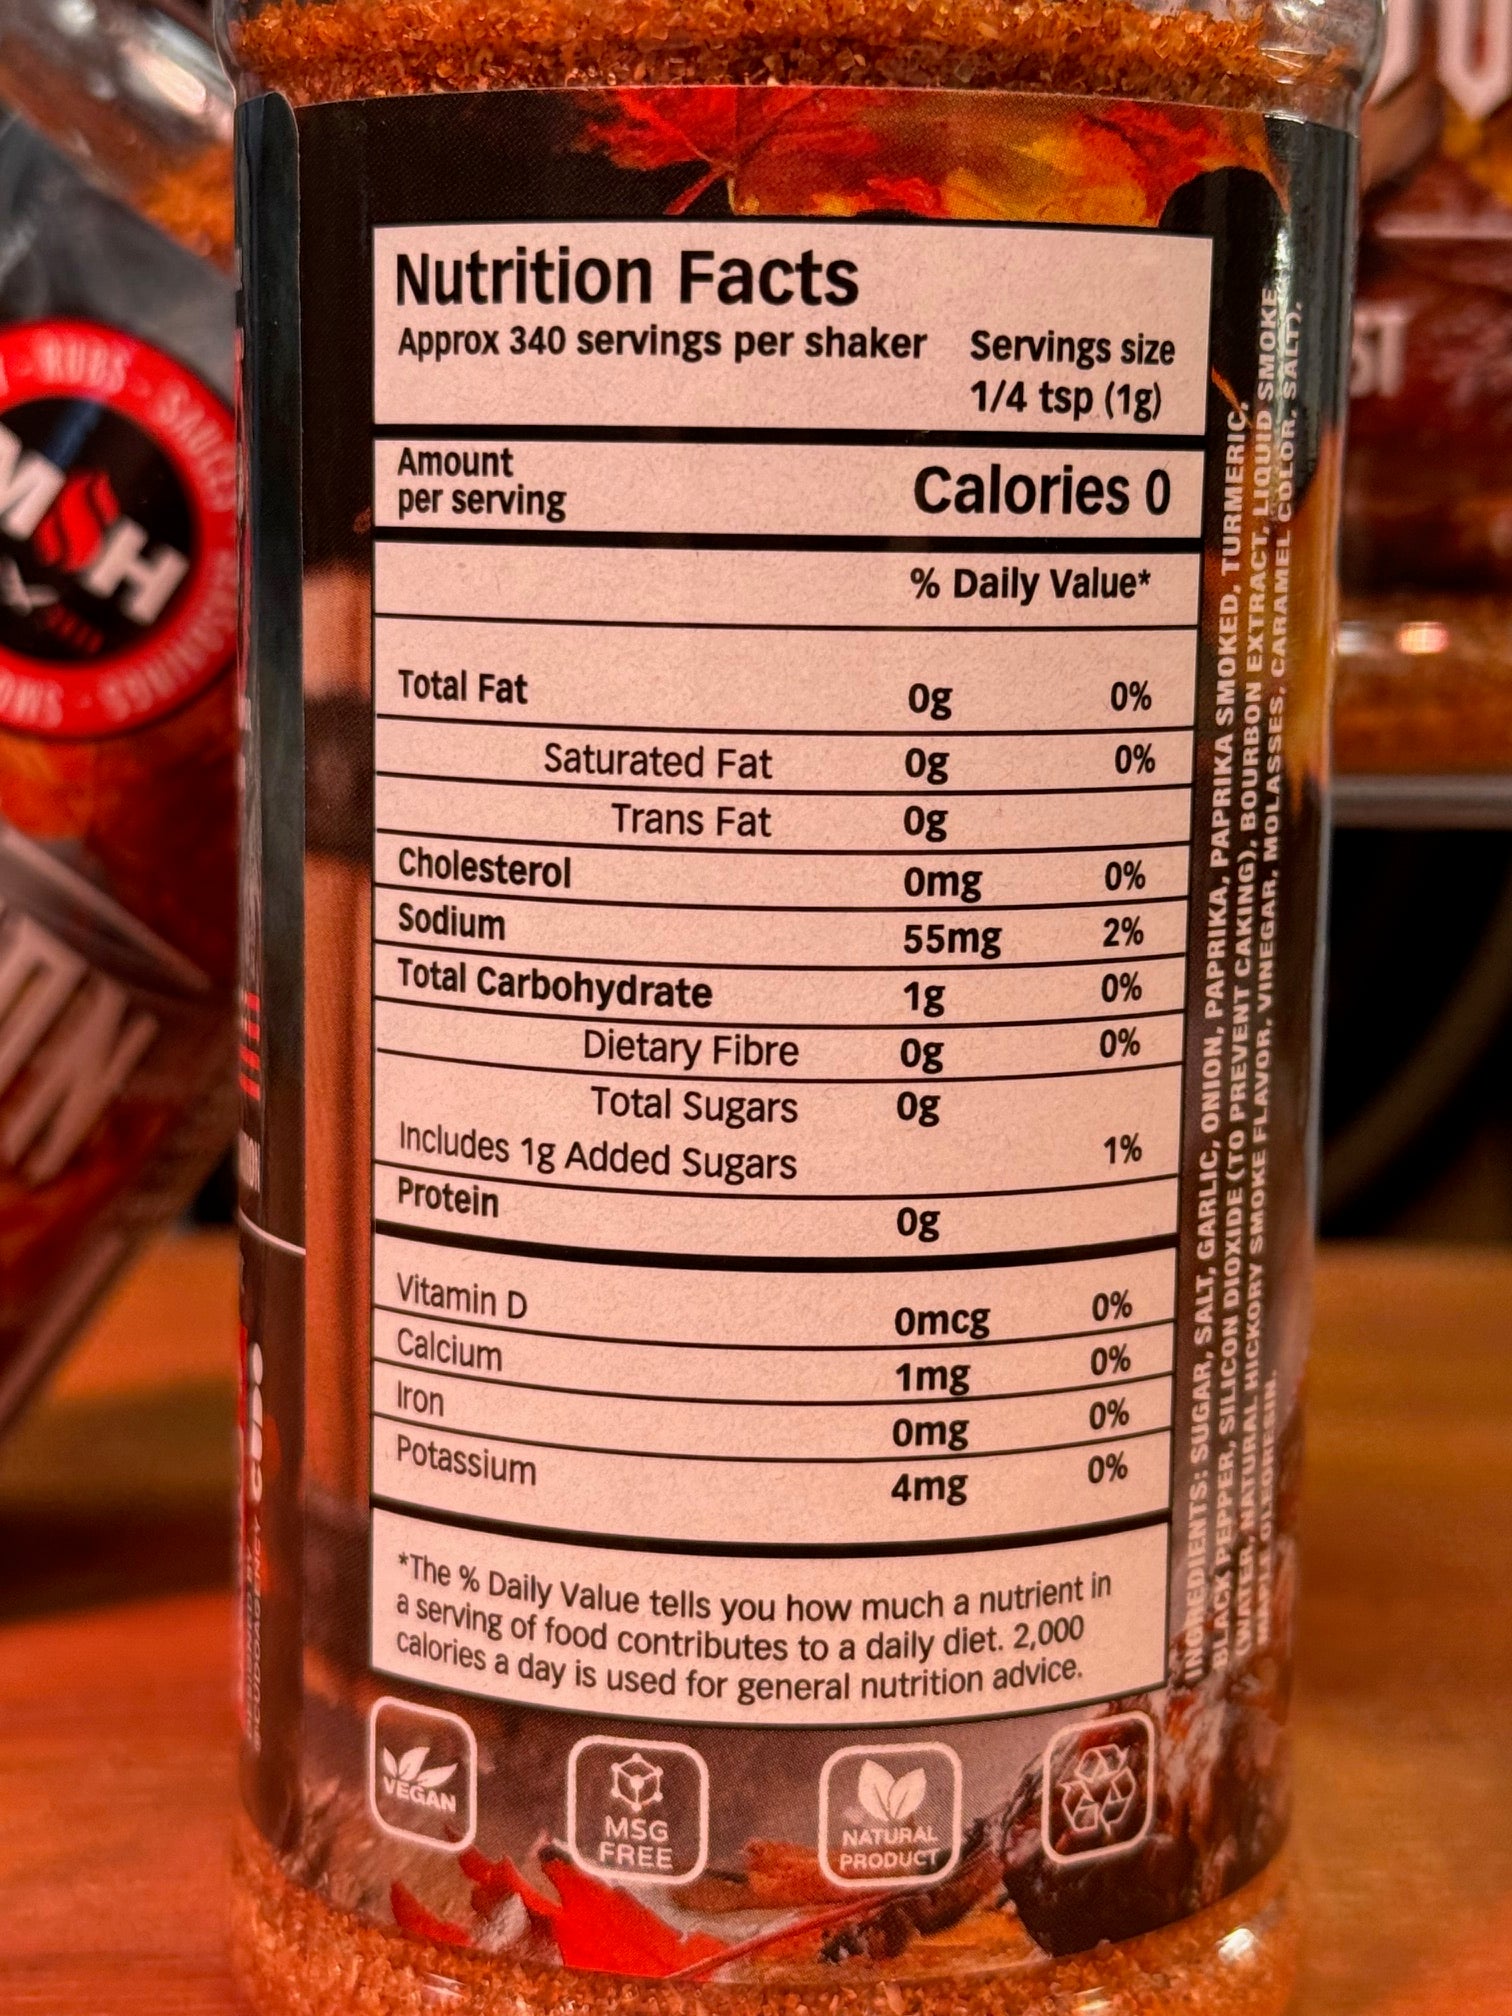 Nutrition Facts
Approx 340 servings per shaker
Servings size
1/4 tsp (1g)
Amount
per serving
Calories 0
% Daily Value*
Total Fat 0g 0%
Saturated Fat 0g 0%
Trans Fat 0g
Cholesterol 0mg 0%
Sodium 55mg 2%
Total Carbohydrate 1g 0%
Dietary Fibre 0g 0%
Total Sugars 0g
Includes 1g Added Sugars 1%
Protein 0g
Vitamin D 0mcg 0%
Calcium 1mg 0%
Iron 0mg 0%
Potassium 4mg 0%
*The % Daily Value tells you how much a nutrient in
a serving of food contributes to a daily diet. 2,000
calories a day is used for general nutrition advice.
VEGAN
MSG
FREE
NATURAL
PRODUCT
INGREDIENTS: SUGAR, SALT, GARLIC, ONION, PAPRIKA, PAPRIKA SMOKED, TURMERIC,
BLACK PEPPER, SILICON DIOXIDE (TO PREVENT CAKING), BOURBON EXTRACT, LIQUID SMOKE
(WATER, NATURAL HICKORY SMOKE FLAVOR, VINEGAR, MOLASSES, CARAMEL COLOR, SALT),
OLEORESIN
RUBS - SAUCES